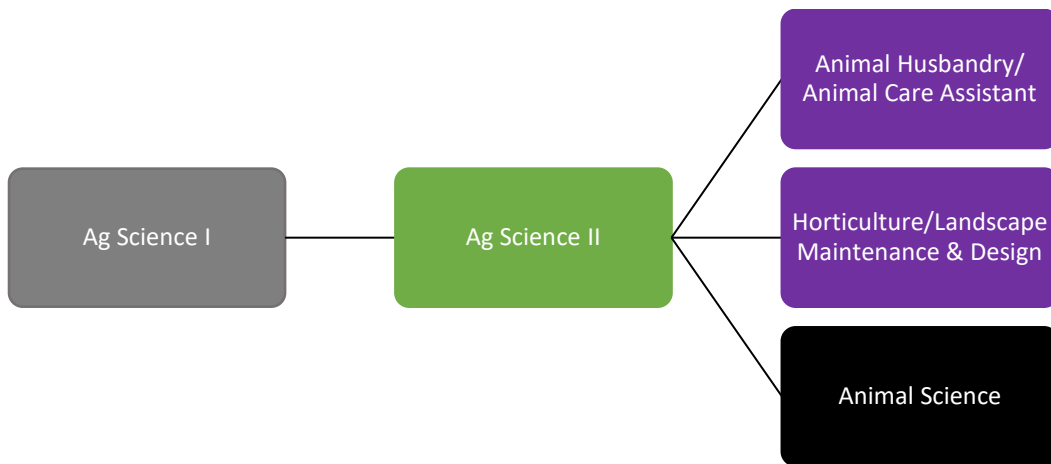 Ag Science I
Ag Science II
Animal Husbandry/
Animal Care Assistant
Horticulture/Landscape
Maintenance & Design
Animal Science